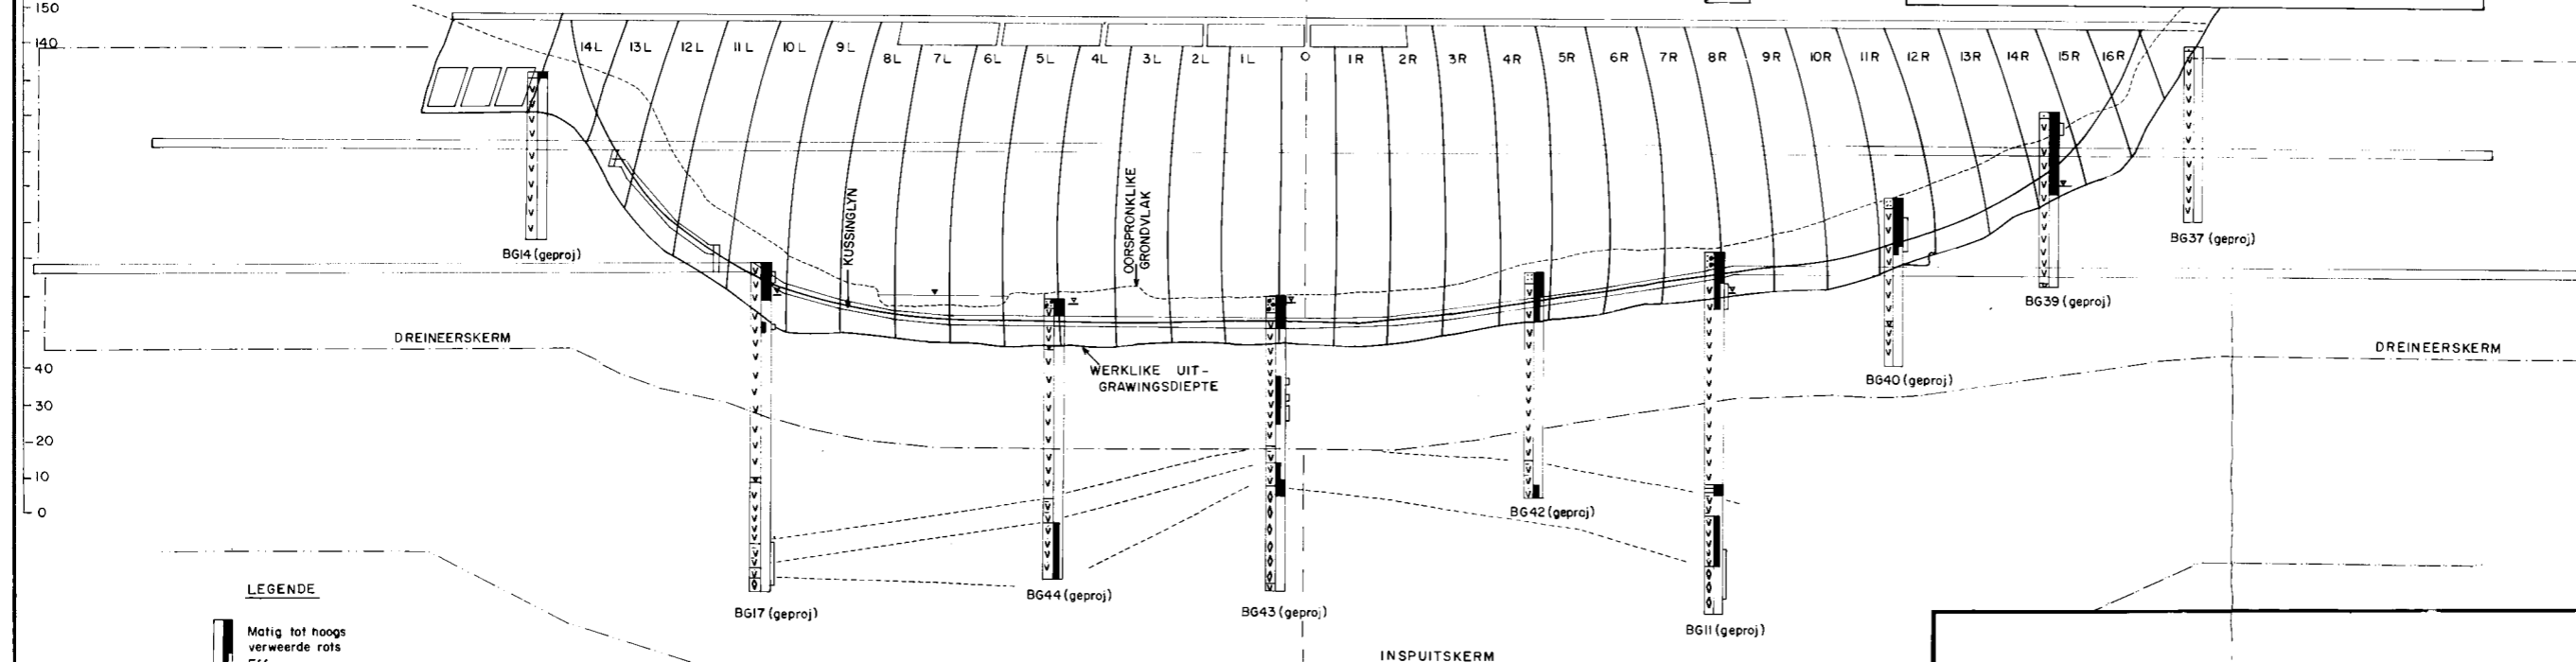 150
140
14L 13L 12L 11L 10L 9L 8L 7L 6L 5L 4L 3L 2L 1L 0 1R 2R 3R 4R 5R 6R 7R 8R 9R 10R 11R 12R 13R 14R 15R 16R
KUSSINGLYN
OORSPRONKLIKE
GRONDVLAK
BG14 (geproj)
BG37 (geproj)
BG39 (geproj)
DREINEERSKERM
DREINEERSKERM
WERKLIKE UIT-
GRAWINGSDIEPTE
BG40 (geproj)
40
30
20
10
0
BG42 (geproj)
LEGENDE
BG17 (geproj)
BG44 (geproj)
BG43 (geproj)
BG11 (geproj)
Matig tot hoogs
verweerde rots
INSPUITSKERM